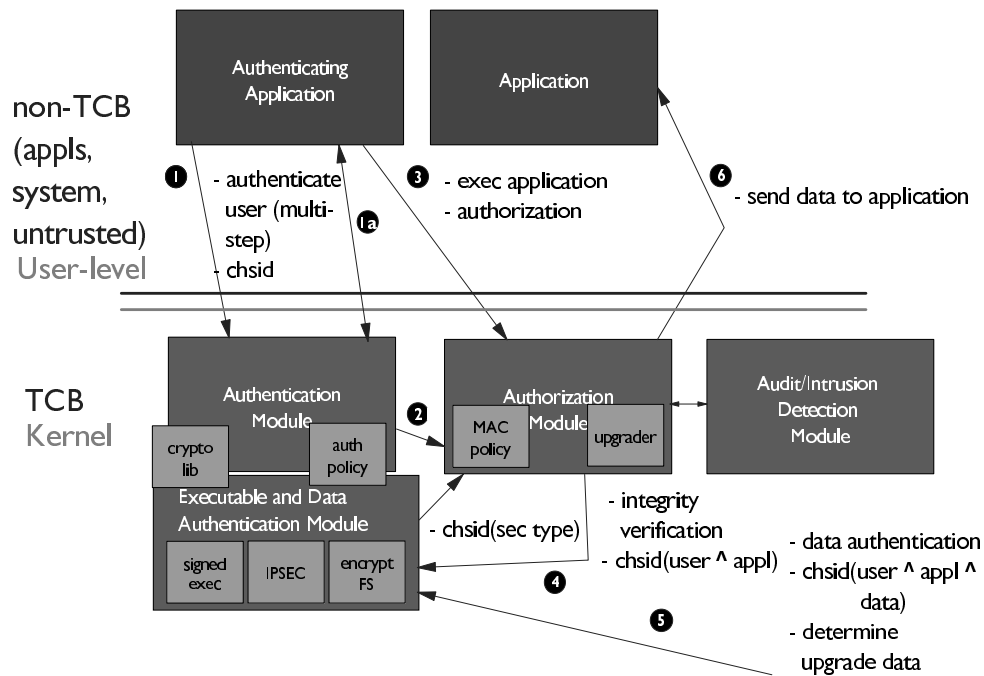 Authenticating
Application
Application
non-TCB
(appls,
system,
untrusted)
User-level
1
- authenticate
user (multi-
step)
- chsid
1a
3
- exec application
- authorization
6
- send data to application
TCB
Kernel
Authentication
Module
crypto
lib
auth
policy
2
Authorization
Module
MAC
policy
upgrader
Audit/Intrusion
Detection
Module
Executable and Data
Authentication Module
signed
exec
IPSEC
encrypt
FS
- chsid(sec type)
- integrity
verification
- chsid(user ^ appl)
4
5
- data authentication
- chsid(user ^ appl ^
data)
- determine
upgrade data